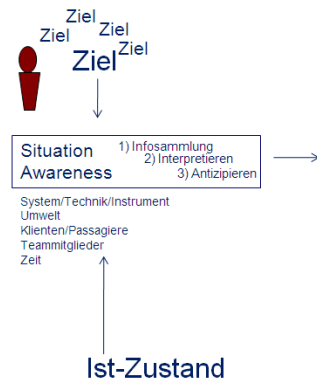 Ziel
Ziel
Ziel
Ziel
Ziel
Situation Awareness
1) Infosammlung
2) Interpretieren
3) Antizipieren
System/Technik/Instrument
Umwelt
Klienten/Passagiere
Teammitglieder
Zeit
Ist-Zustand